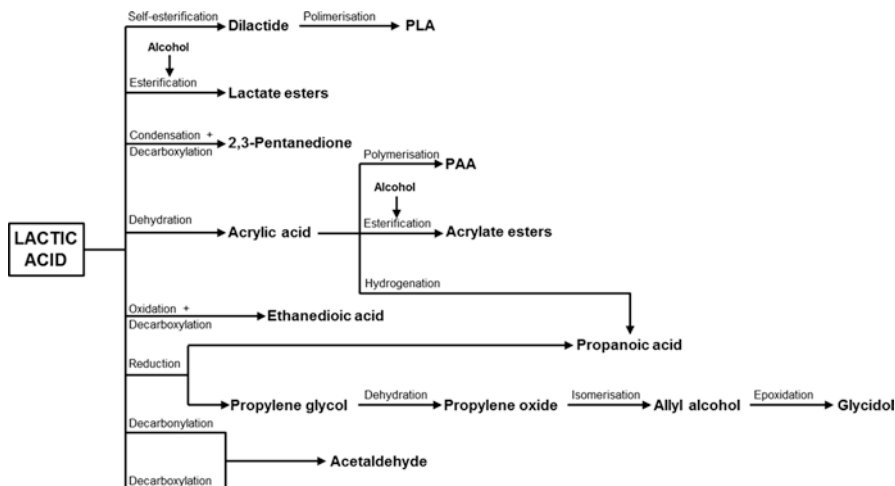 Self-esterification
Dilactide
Polimerisation
PLA
Alcohol
Esterification
Lactate esters
Condensation +
Decarboxylation
2,3-Pentanedione
Polymerisation
PAA
Alcohol
Dehydration
Acrylic acid
Esterification
Acrylate esters
LACTIC
ACID
Hydrogenation
Oxidation +
Decarboxylation
Ethanedioic acid
Propanoic acid
Reduction
Propylene glycol
Dehydration
Propylene oxide
Isomerisation
Allyl alcohol
Epoxidation
Glycidol
Decarbonylation
Acetaldehyde
Decarboxylation